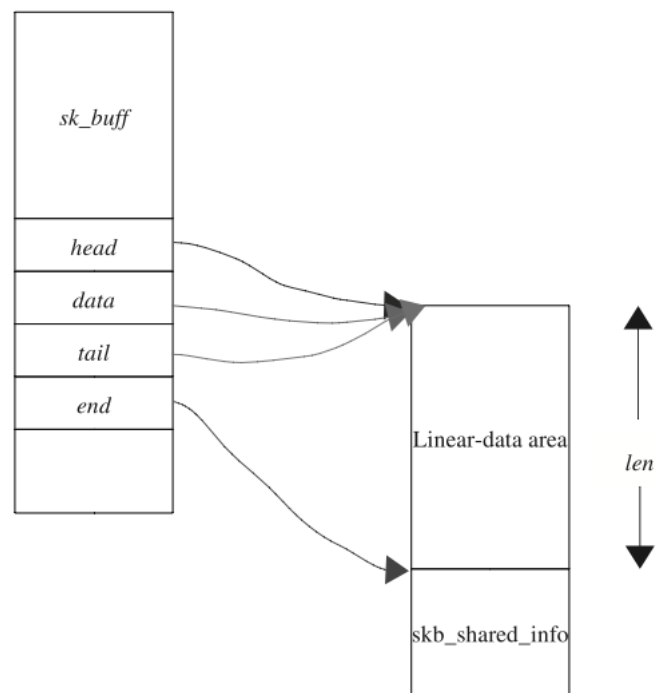 sk_buff
head
data
tail
end
Linear-data area
len
skb_shared_info